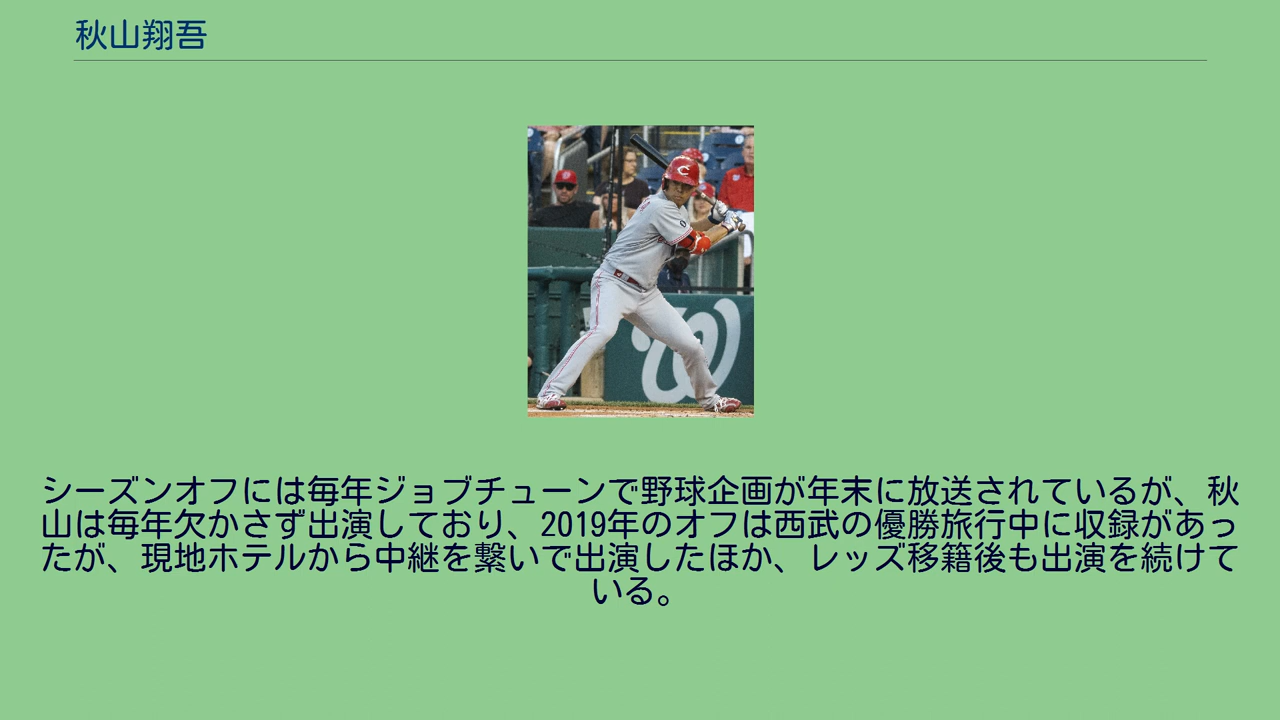 秋山翔吾
シーズンオフには毎年ジョブチューンで野球企画が年末に放送されているが、秋
山は毎年欠かさず出演しており、2019年のオフは西武の優勝旅行中に収録があっ
たが、現地ホテルから中継を繋いで出演したほか、レッズ移籍後も出演を続けて
いる。